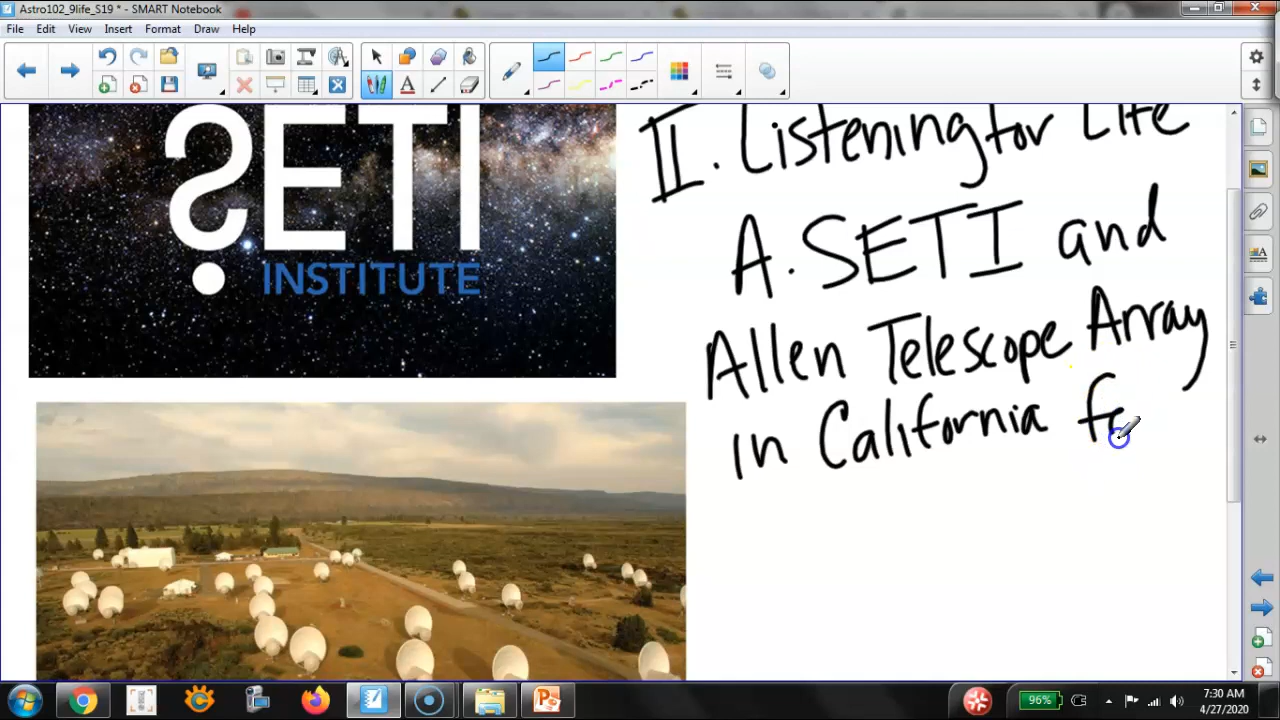 Astro102_9life_S19 * - SMART Notebook
File Edit View Insert Format Draw Help
SETI
INSTITUTE
II. Listening for Life
A. SETI and
Allen Telescope Array
in California fo
96%
7:30 AM
4/27/2020